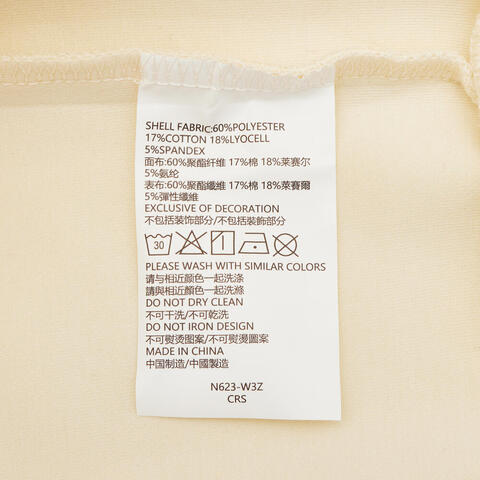 SHELL FABRIC:60%POLYESTER
17%COTTON 18%LYOCELL
5%SPANDEX
面布:60%聚酯纤维 17%棉 18%莱赛尔
5%氨纶
表布:60%聚酯纖維 17%棉 18%萊賽爾
5%彈性纖維
EXCLUSIVE OF DECORATION
不包括装饰部分/不包括裝飾部分
30
PLEASE WASH WITH SIMILAR COLORS
请与相近颜色一起洗涤
請與相近顏色一起洗滌
DO NOT DRY CLEAN
不可干洗/不可乾洗
DO NOT IRON DESIGN
不可熨烫图案/不可熨燙圖案
MADE IN CHINA
中国制造/中國製造
N623-W3Z
CRS